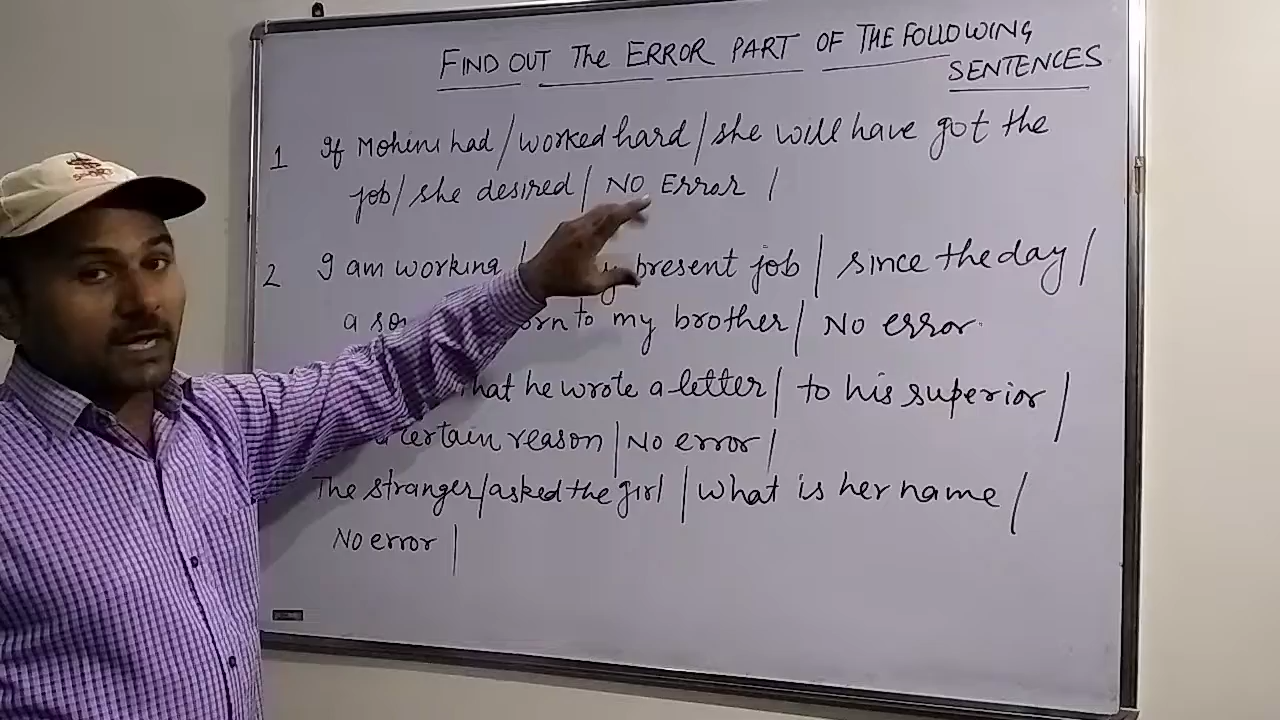 FIND OUT The ERROR PART OF THE FOLLOWING
SENTENCES
1 If Mohini had / worked hard / she will have got the
job / she desired / NO Error /
2 I am working / present job / since the day /
a to my brother / No error.
he wrote a letter / to his superior /
certain reason / No error /
The stranger / asked the girl / what is her name /
No error /